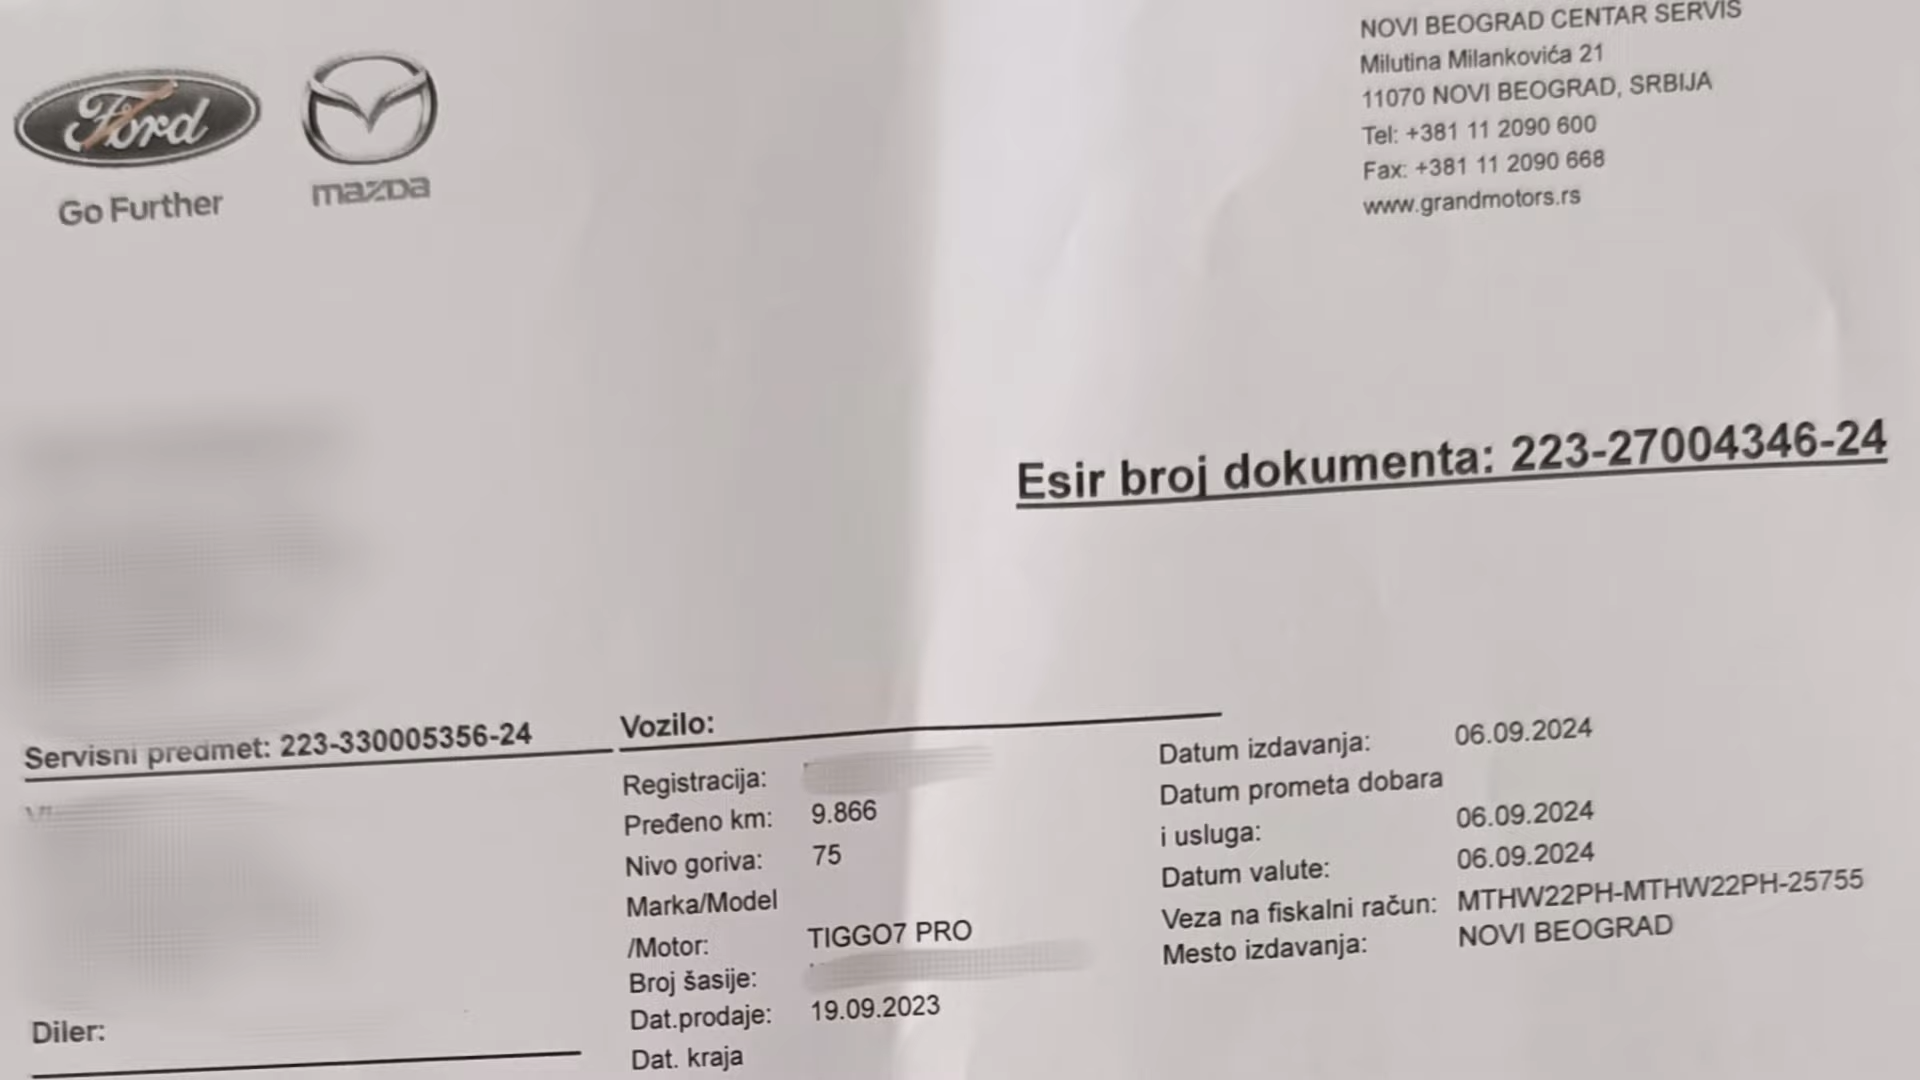 Ford
Go Further
mazda
NOVI BEOGRAD CENTAR SERVIS
Milutina Milankovića 21
11070 NOVI BEOGRAD, SRBIJA
Tel: +381 11 2090 600
Fax: +381 11 2090 668
www.grandmotors.rs
Esir broj dokumenta: 223-27004346-24
Servisni predmet: 223-330005356-24
Diler:
Vozilo:
Registracija:
Pređeno km: 9.866
Nivo goriva: 75
Marka/Model
/Motor: TIGGO7 PRO
Broj šasije:
Dat.prodaje: 19.09.2023
Dat. kraja
Datum izdavanja: 06.09.2024
Datum prometa dobara
i usluga: 06.09.2024
Datum valute: 06.09.2024
Veza na fiskalni račun: MTHW22PH-MTHW22PH-25755
Mesto izdavanja: NOVI BEOGRAD